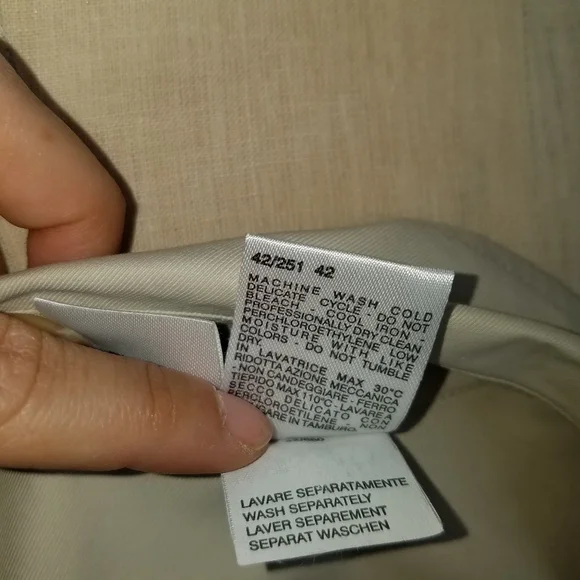 42/251 42
MACHINE WASH COLD
DELICATE CYCLE - DO NOT
BLEACH - COOL IRON -
PROFESSIONALLY DRY CLEAN
PERCHLOROETHYLENE LOW
MOISTURE - WITH LIKE
COLORS - DO NOT TUMBLE
DRY.
IN LAVATRICE MAX 30°C
RIDOTTA AZIONE MECCANICA
- NON CANDEGGIARE - FERRO
TIEPIDO MAX 110°C - LAVARE A
SECCO DELICATO CON
PERCLOROETILENE - NON
IN TAMBURO.
LAVARE SEPARATAMENTE
WASH SEPARATELY
LAVER SEPAREMENT
SEPARAT WASCHEN